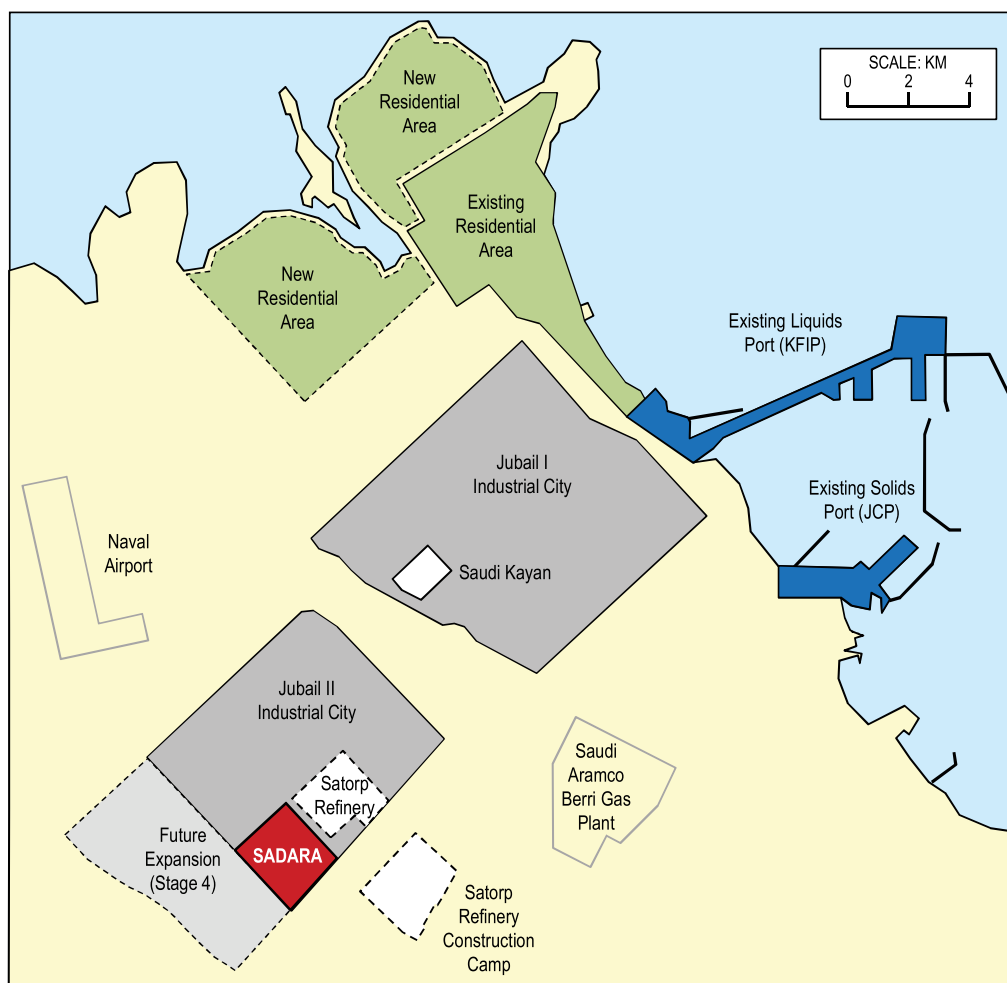 SCALE: KM
0 2 4
New
Residential
Area
Existing
Residential
Area
New
Residential
Area
Existing Liquids
Port (KFIP)
Jubail I
Industrial City
Existing Solids
Port (JCP)
Naval
Airport
Saudi Kayan
Jubail II
Industrial City
Saudi
Aramco
Berri Gas
Plant
Satorp
Refinery
Future
Expansion
(Stage 4)
SADARA
Satorp
Refinery
Construction
Camp